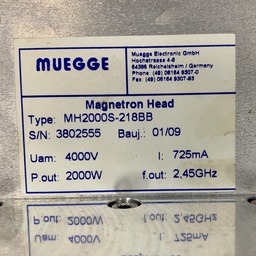 MUEGGE
Muegge Electronic GmbH
Hochstrasse 4-6
64385 Reichelsheim / Germany
Phone: (49) 06164 9307-0
Fax: (49) 06164 9307-93
Magnetron Head
Type: MH2000S-218BB
S/N: 3802555 Bauj.: 01/09
Uam: 4000V I: 725mA
P.out: 2000W f.out: 2,45GHz